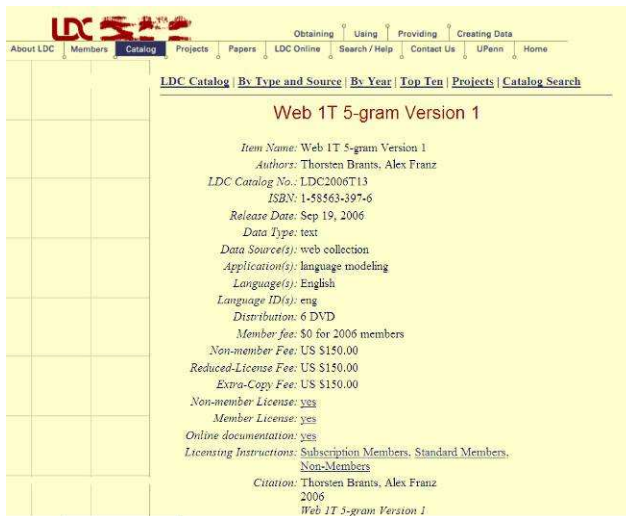 LDC
Obtaining Using Providing Creating Data
About LDC Members Catalog Projects Papers LDC Online Search / Help Contact Us UPenn Home
LDC Catalog | By Type and Source | By Year | Top Ten | Projects | Catalog Search
Web 1T 5-gram Version 1
Item Name: Web 1T 5-gram Version 1
Authors: Thorsten Brants, Alex Franz
LDC Catalog No.: LDC2006T13
ISBN: 1-58563-397-6
Release Date: Sep 19, 2006
Data Type: text
Data Source(s): web collection
Application(s): language modeling
Language(s): English
Language ID(s): eng
Distribution: 6 DVD
Member fee: $0 for 2006 members
Non-member Fee: US $150.00
Reduced-License Fee: US $150.00
Extra-Copy Fee: US $150.00
Non-member License: yes
Member License: yes
Online documentation: yes
Licensing Instructions: Subscription Members, Standard Members,
Non-Members
Citation: Thorsten Brants, Alex Franz
2006
Web 1T 5-gram Version 1